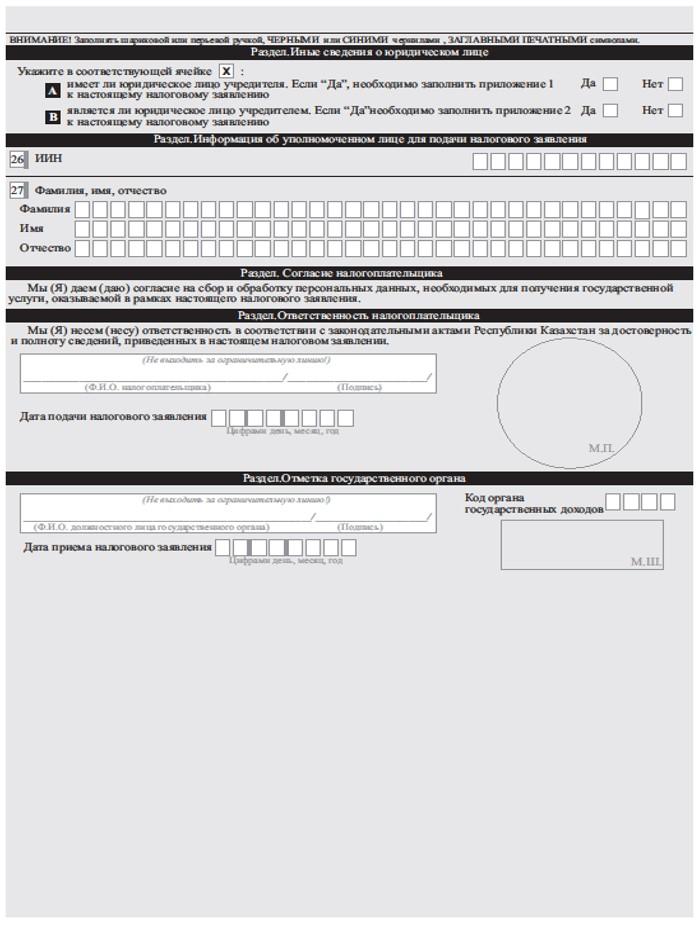 ВНИМАНИЕ! Заполнять шариковой или перьевой ручкой, ЧЕРНЫМИ или СИНИМИ чернилами , ЗАГЛАВНЫМИ ПЕЧАТНЫМИ символами.
Раздел.Иные сведения о юридическом лице
Укажите в соответствующей ячейке X :
A имеет ли юридическое лицо учредителя. Если “Да”, необходимо заполнить приложение 1 Да Нет
к настоящему налоговому заявлению
B является ли юридическое лицо учредителем. Если “Да”необходимо заполнить приложение 2 Да Нет
к настоящему налоговому заявлению
Раздел.Информация об уполномоченном лице для подачи налогового заявления
26 ИИН
27 Фамилия, имя, отчество
Фамилия
Имя
Отчество
Раздел. Согласие налогоплательщика
Мы (Я) даем (даю) согласие на сбор и обработку персональных данных, необходимых для получения государственной
услуги, оказываемой в рамках настоящего налогового заявления.
Раздел.Ответственность налогоплательщика
Мы (Я) несем (несу) ответственность в соответствии с законодательными актами Республики Казахстан за достоверность
и полноту сведений, приведенных в настоящем налоговом заявлении.
(Не выходить за ограничительную линию!)
/ /
(Ф.И.О. налогоплательщика) (Подпись)
Дата подачи налогового заявления
Цифрами день, месяц, год
М.П.
Раздел.Отметка государственного органа
(Не выходить за ограничительную линию!)
/ /
(Ф.И.О. должностного лица государственного органа) (Подпись)
Код органа
государственных доходов
Дата приема налогового заявления
Цифрами день, месяц, год
М.Ш.